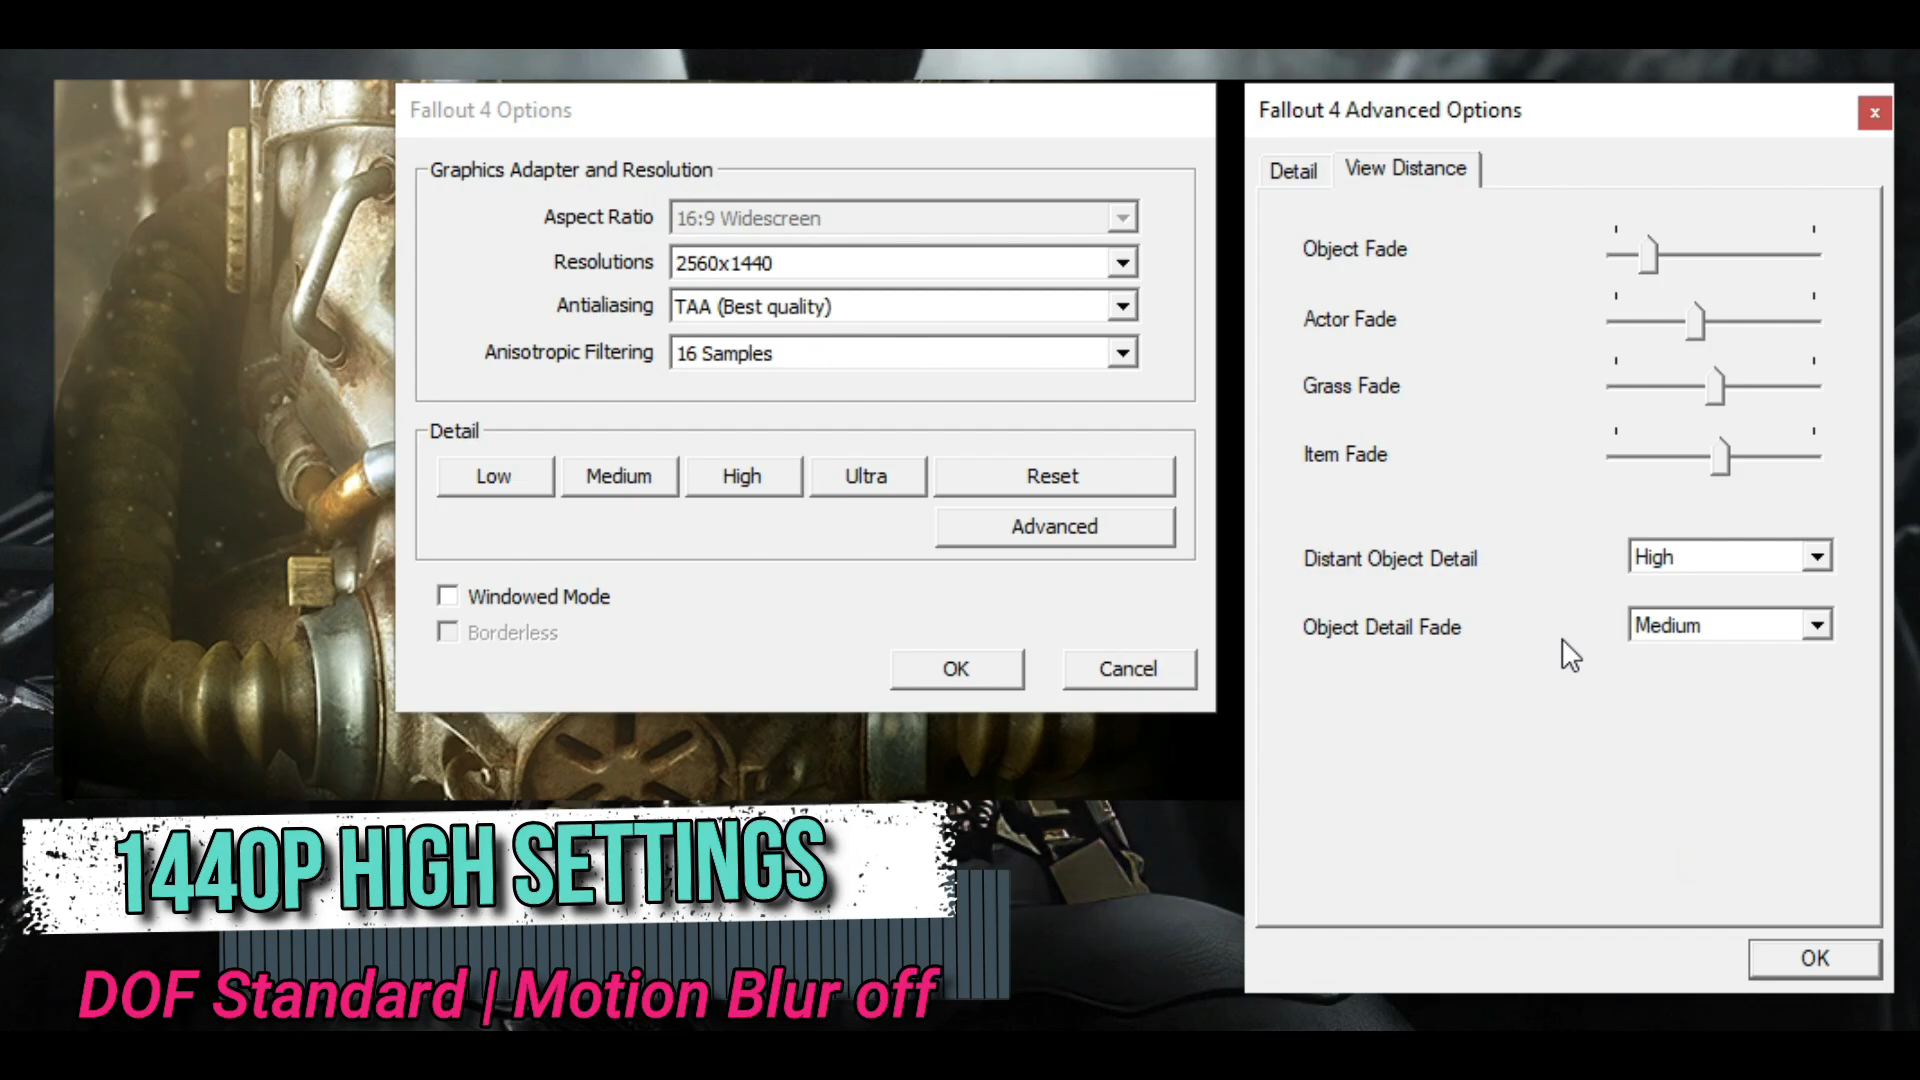 Fallout 4 Options
Graphics Adapter and Resolution
Aspect Ratio 16:9 Widescreen
Resolutions 2560x1440
Antialiasing TAA (Best quality)
Anisotropic Filtering 16 Samples
Detail
Low Medium High Ultra Reset
Advanced
Windowed Mode
Borderless
OK Cancel
Fallout 4 Advanced Options x
Detail View Distance
Object Fade
Actor Fade
Grass Fade
Item Fade
Distant Object Detail High
Object Detail Fade Medium
OK
1440P HIGH SETTINGS
DOF Standard | Motion Blur off